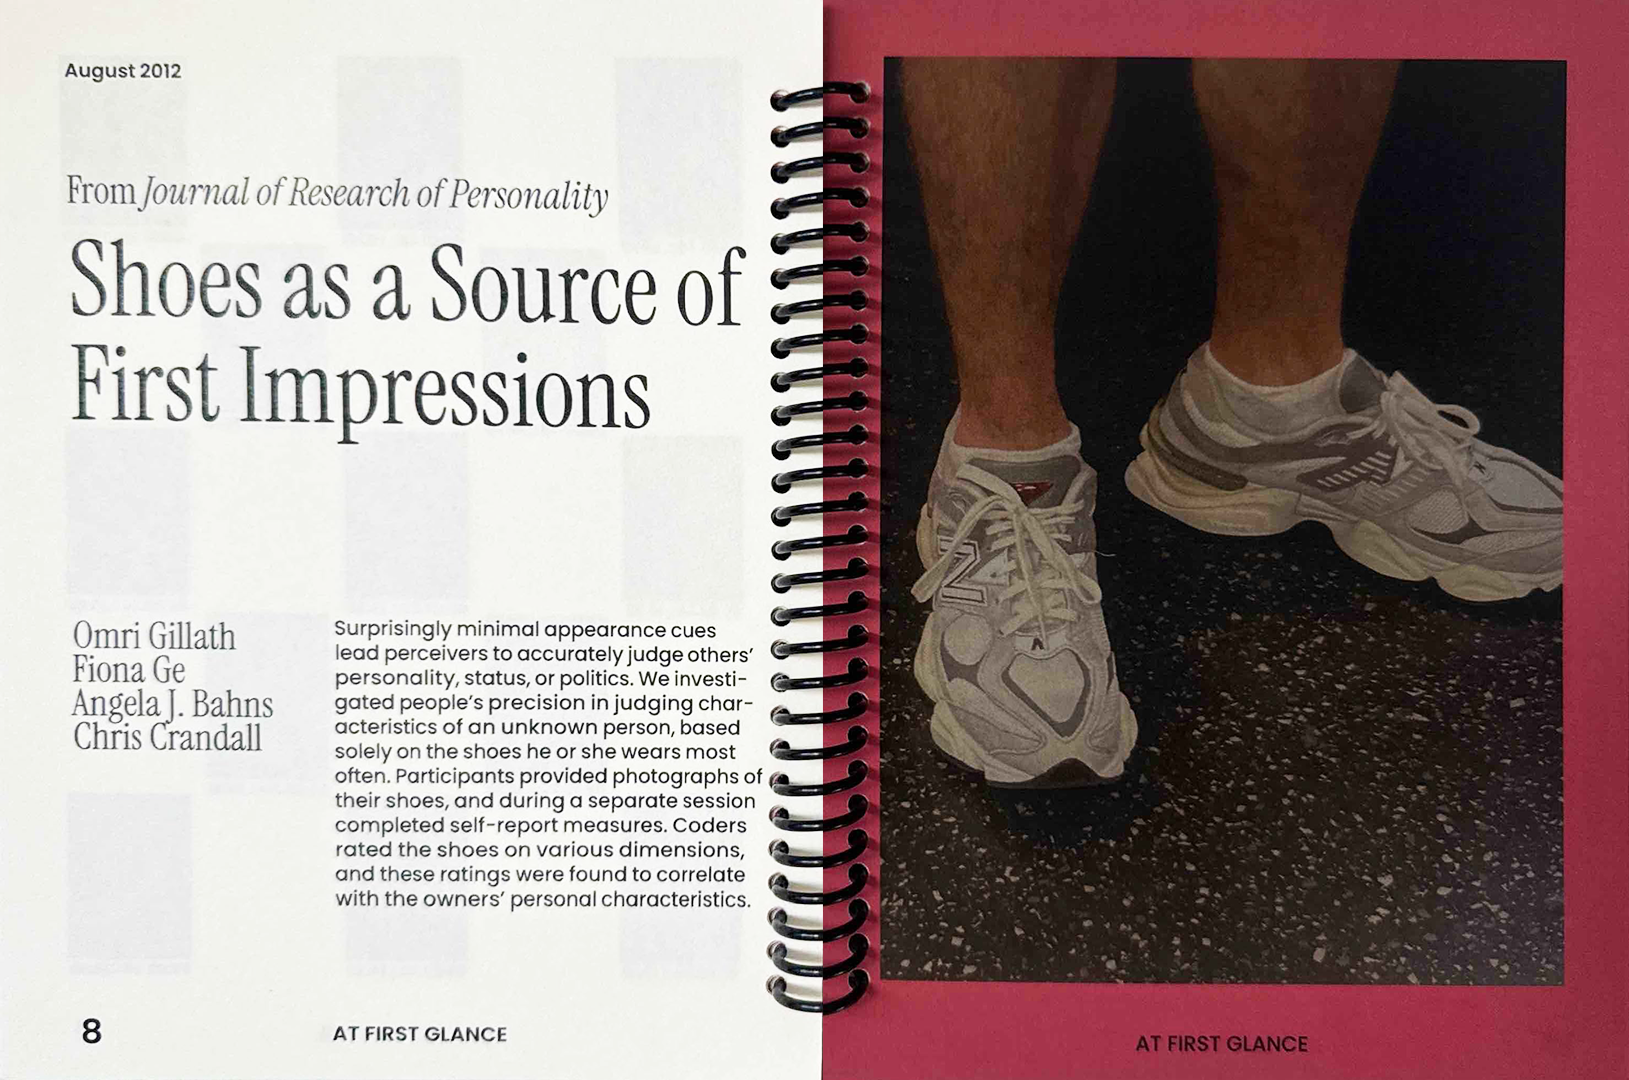 August 2012
From Journal of Research of Personality
Shoes as a Source of
First Impressions
Omri Gillath
Fiona Ge
Angela J. Bahns
Chris Crandall
Surprisingly minimal appearance cues
lead perceivers to accurately judge others’
personality, status, or politics. We investi-
gated people’s precision in judging char-
acteristics of an unknown person, based
solely on the shoes he or she wears most
often. Participants provided photographs of
their shoes, and during a separate session
completed self-report measures. Coders
rated the shoes on various dimensions,
and these ratings were found to correlate
with the owners’ personal characteristics.
8
AT FIRST GLANCE
N
AT FIRST GLANCE